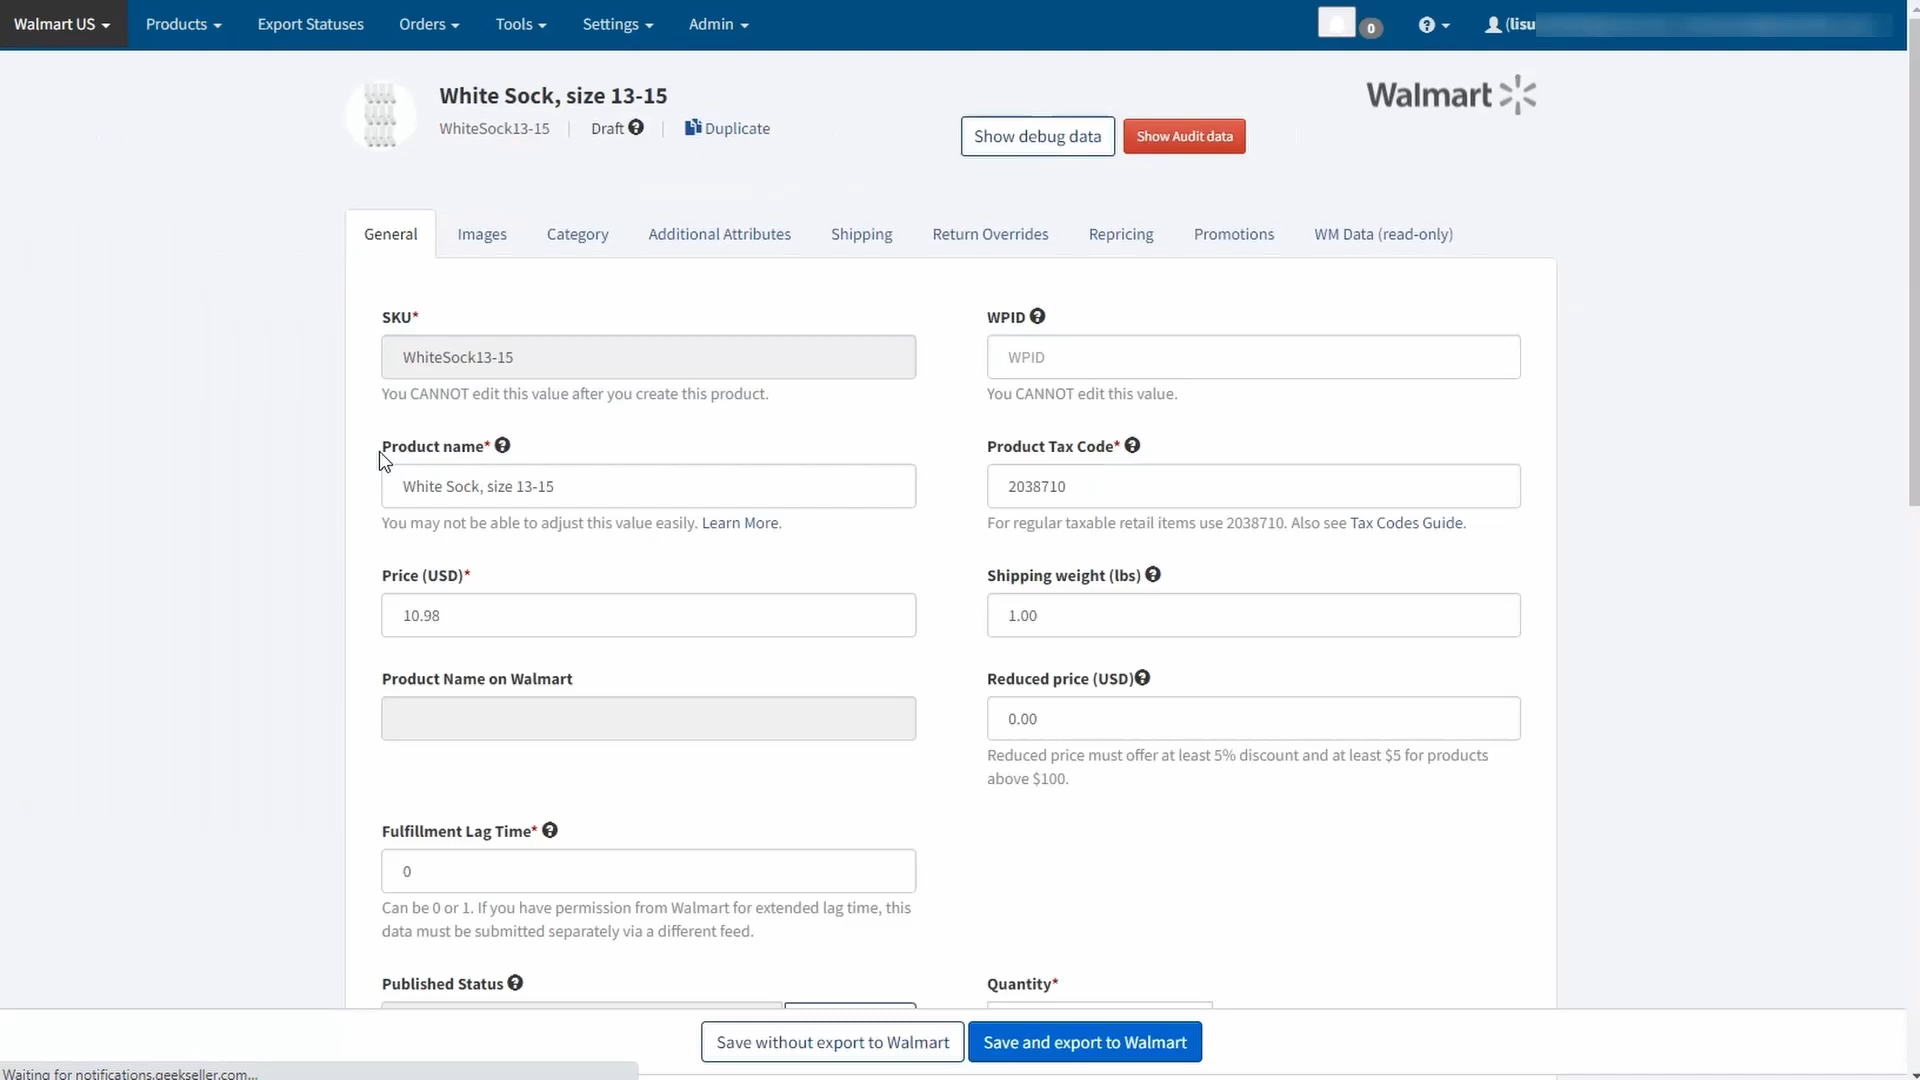 Walmart US Products Export Statuses Orders Tools Settings Admin 0 (lisu
White Sock, size 13-15
WhiteSock13-15 Draft Duplicate
Show debug data Show Audit data
Walmart
General Images Category Additional Attributes Shipping Return Overrides Repricing Promotions WM Data (read-only)
SKU* WPID
WhiteSock13-15 WPID
You CANNOT edit this value after you create this product. You CANNOT edit this value.
Product name* Product Tax Code*
White Sock, size 13-15 2038710
You may not be able to adjust this value easily. Learn More. For regular taxable retail items use 2038710. Also see Tax Codes Guide.
Price (USD)* Shipping weight (lbs)
10.98 1.00
Product Name on Walmart Reduced price (USD)
0.00
Reduced price must offer at least 5% discount and at least $5 for products
above $100.
Fulfillment Lag Time*
0
Can be 0 or 1. If you have permission from Walmart for extended lag time, this
data must be submitted separately via a different feed.
Published Status Quantity*
Save without export to Walmart Save and export to Walmart
Waiting for notifications.geekseller.com...